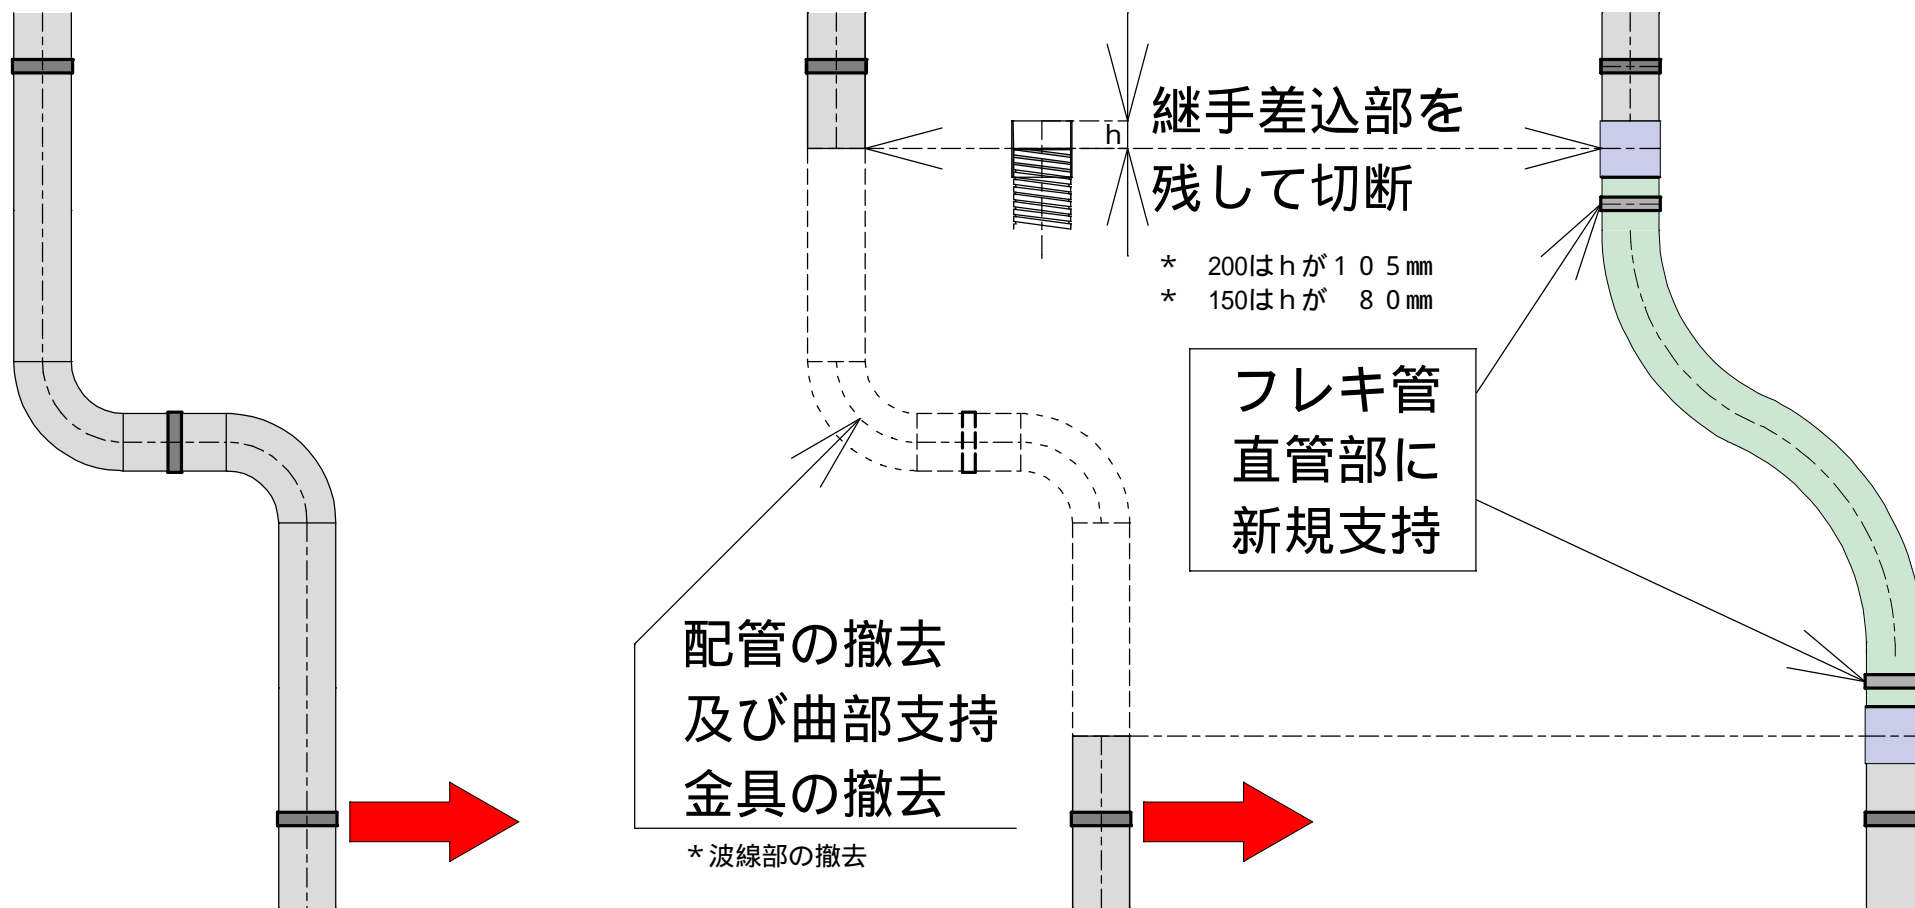 h
継手差込部を
残して切断
* 200はhが105㎜
* 150はhが 80㎜
フレキ管
直管部に
新規支持
配管の撤去
及び曲部支持
金具の撤去
*波線部の撤去